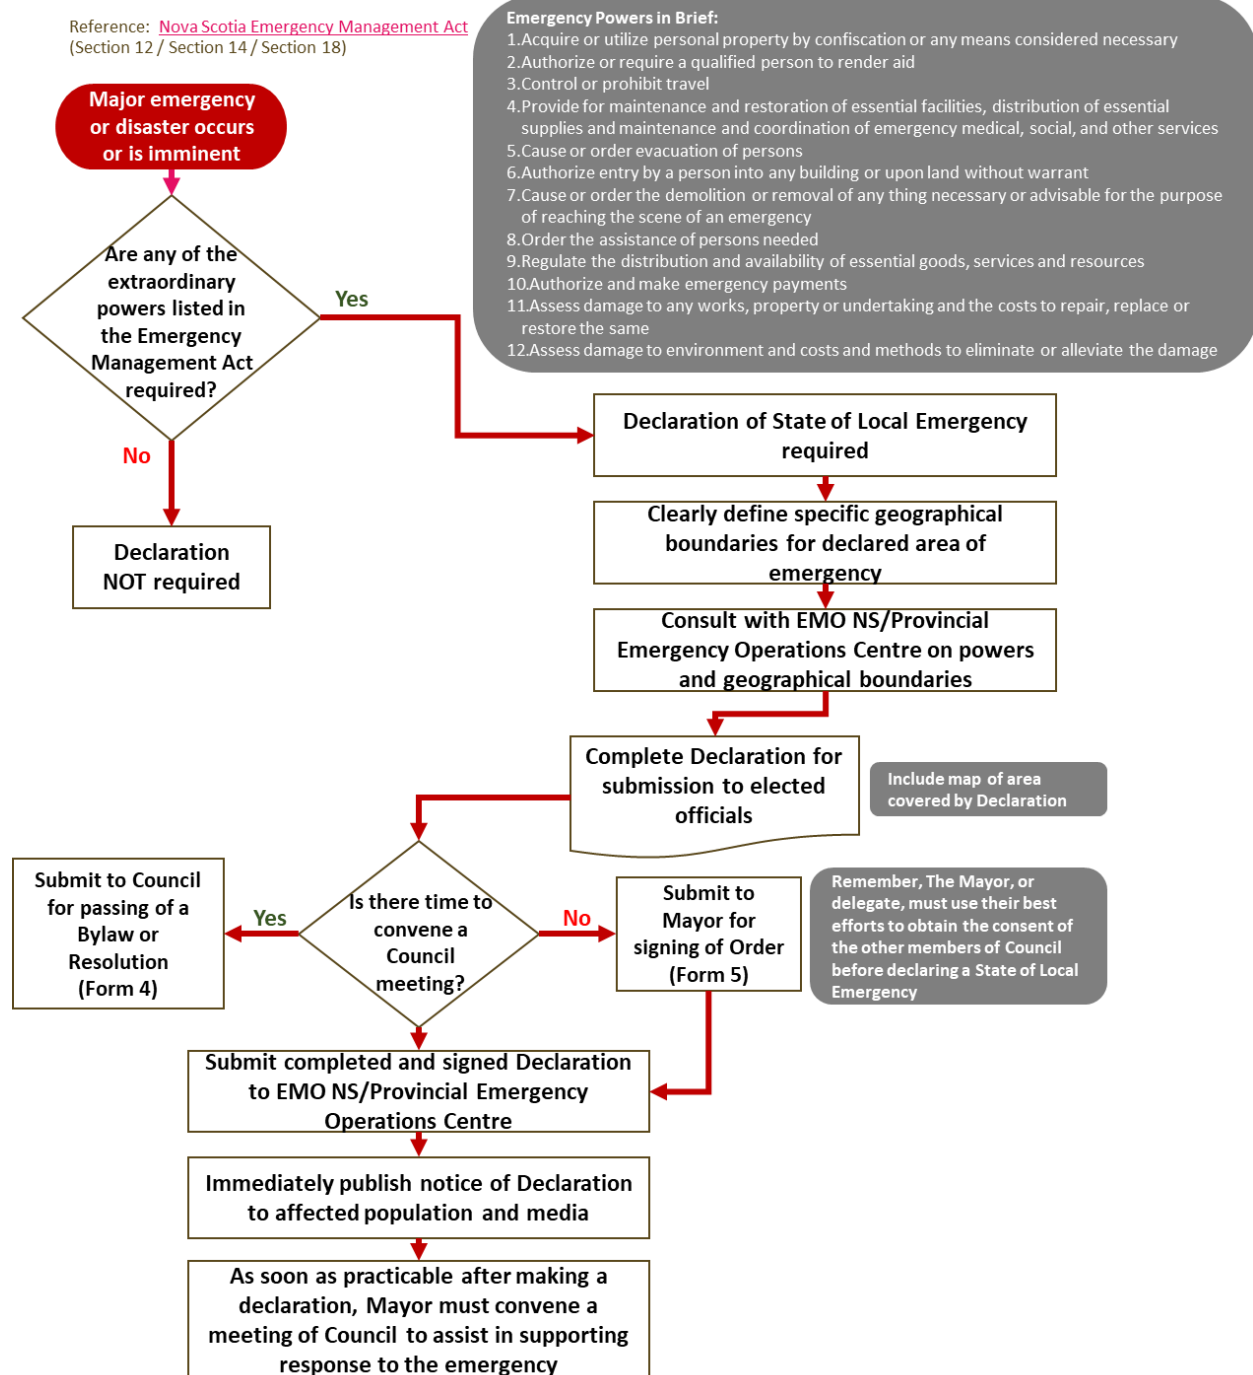 Reference: Nova Scotia Emergency Management Act
(Section 12 / Section 14 / Section 18)
Emergency Powers in Brief:
1.Acquire or utilize personal property by confiscation or any means considered necessary
2.Authorize or require a qualified person to render aid
3.Control or prohibit travel
4.Provide for maintenance and restoration of essential facilities, distribution of essential
supplies and maintenance and coordination of emergency medical, social, and other services
5.Cause or order evacuation of persons
6.Authorize entry by a person into any building or upon land without warrant
7.Cause or order the demolition or removal of any thing necessary or advisable for the purpose
of reaching the scene of an emergency
8.Order the assistance of persons needed
9.Regulate the distribution and availability of essential goods, services and resources
10.Authorize and make emergency payments
11.Assess damage to any works, property or undertaking and the costs to repair, replace or
restore the same
12.Assess damage to environment and costs and methods to eliminate or alleviate the damage
Major emergency
or disaster occurs
or is imminent
Are any of the
extraordinary
powers listed in
the Emergency
Management Act
required?
Yes
No
Declaration
NOT required
Declaration of State of Local Emergency
required
Clearly define specific geographical
boundaries for declared area of
emergency
Consult with EMO NS/Provincial
Emergency Operations Centre on powers
and geographical boundaries
Complete Declaration for
submission to elected
officials
Include map of area
covered by Declaration
Is there time to
convene a
Council
meeting?
Yes
Submit to Council
for passing of a
Bylaw or
Resolution
(Form 4)
No
Submit to
Mayor for
signing of Order
(Form 5)
Remember, The Mayor, or
delegate, must use their best
efforts to obtain the consent of
the other members of Council
before declaring a State of Local
Emergency
Submit completed and signed Declaration
to EMO NS/Provincial Emergency
Operations Centre
Immediately publish notice of Declaration
to affected population and media
As soon as practicable after making a
declaration, Mayor must convene a
meeting of Council to assist in supporting
response to the emergency